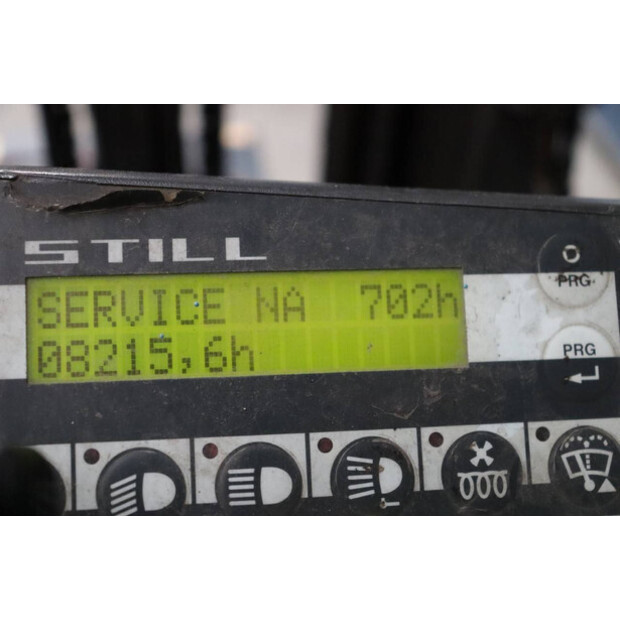 STILL
PRG
SERVICE NA 702h
08215,6h
PRG